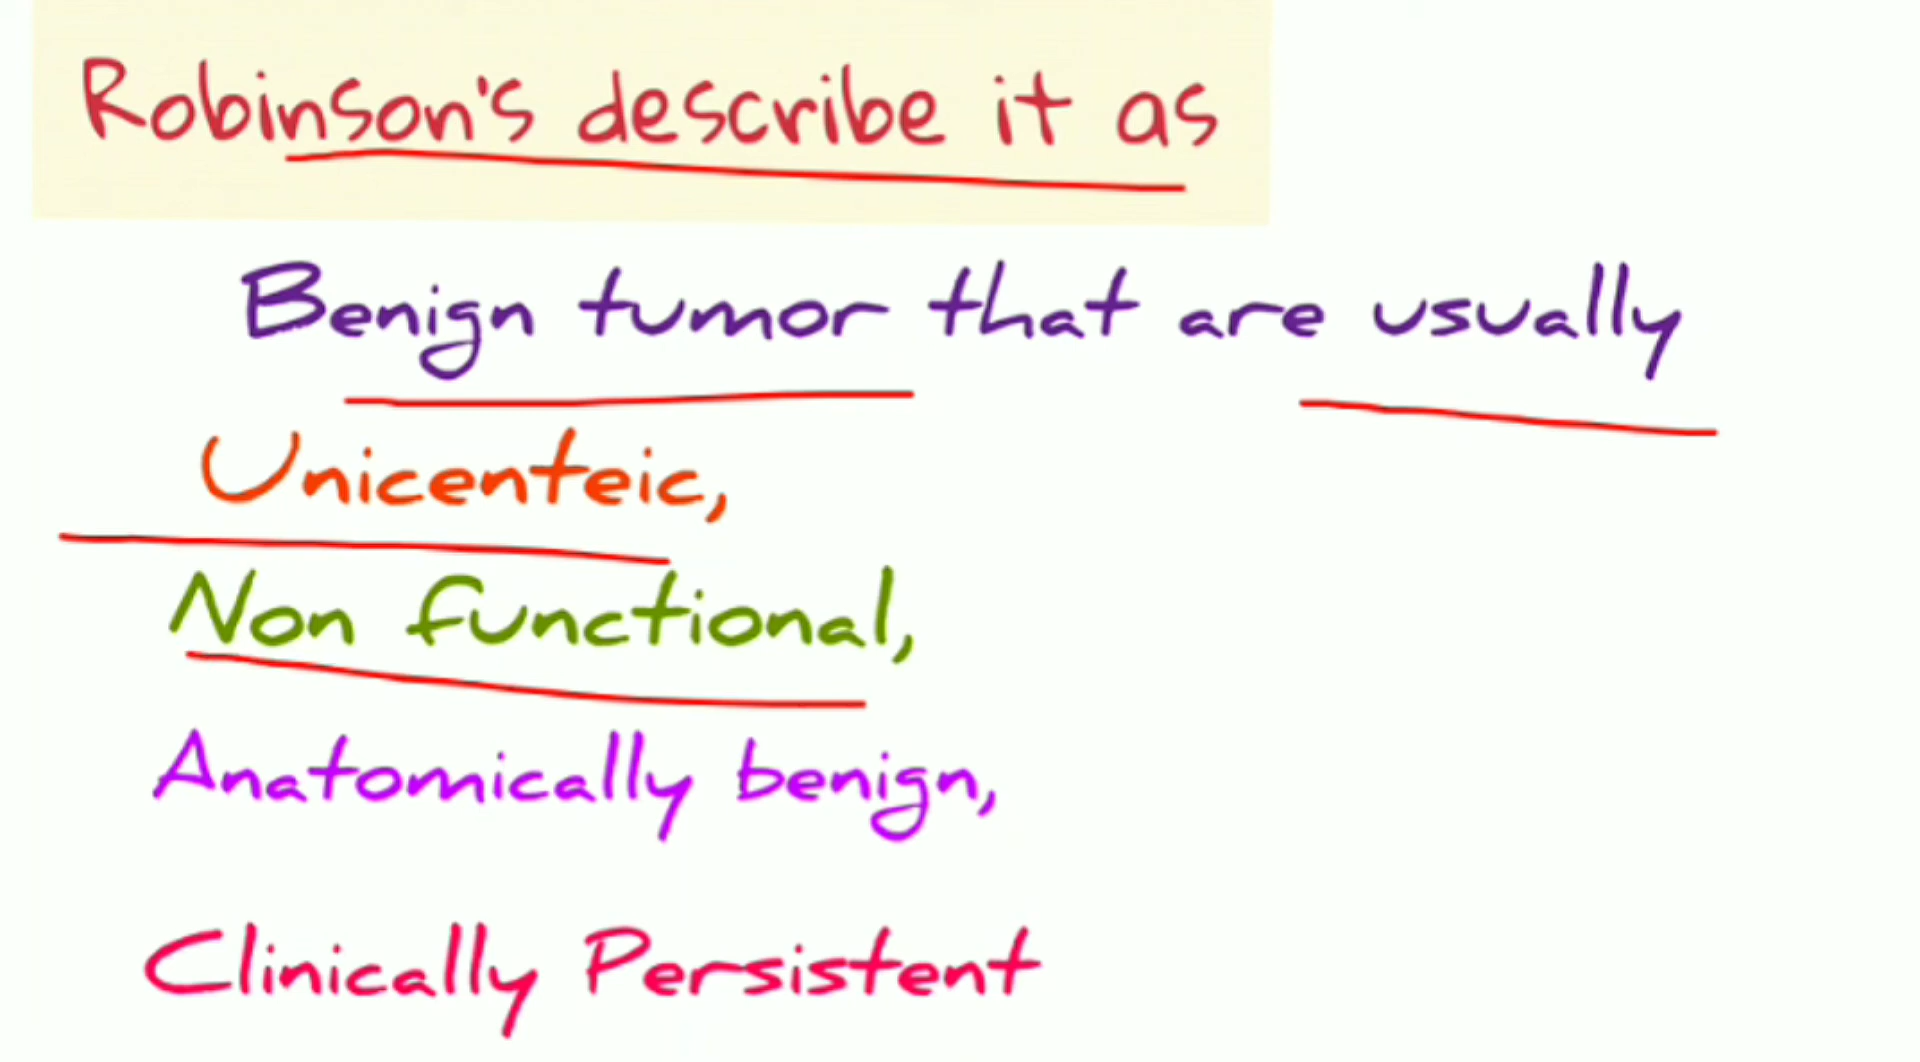 Robinson's describe it as
Benign tumor that are usually
Unicenteic,
Non functional,
Anatomically benign,
Clinically Persistent